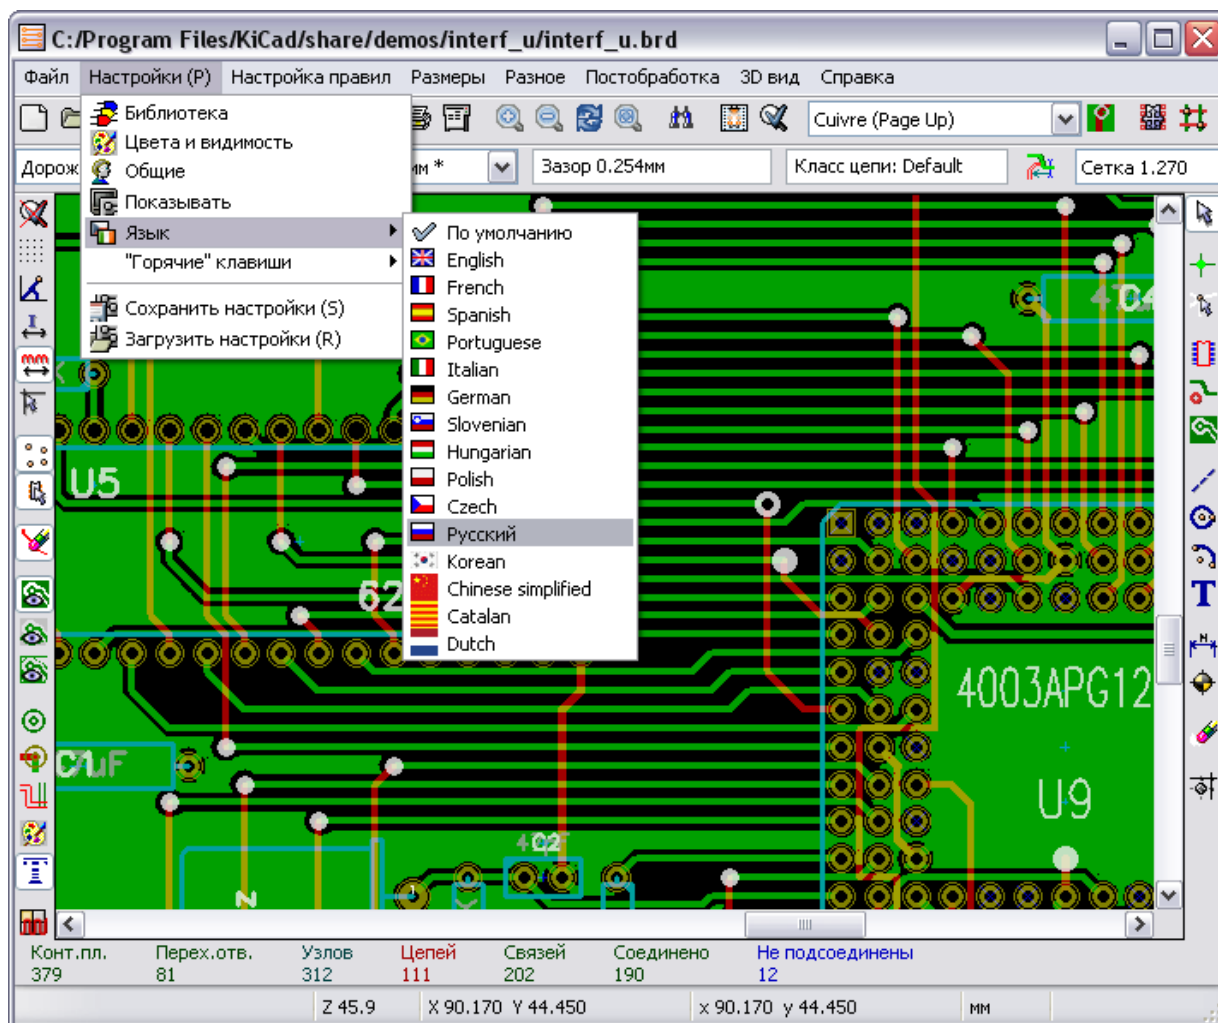 C:/Program Files/KiCad/share/demos/interf_u/interf_u.brd
Файл Настройки (P) Настройка правил Размеры Разное Постобработка 3D вид Справка
Cuivre (Page Up)
Зазор 0.254мм Класс цепи: Default Сетка 1.270
Библиотека
Цвета и видимость
Общие
Показывать
Язык
"Горячие" клавиши
Сохранить настройки (S)
Загрузить настройки (R)
По умолчанию
English
French
Spanish
Portuguese
Italian
German
Slovenian
Hungarian
Polish
Czech
Русский
Korean
Chinese simplified
Catalan
Dutch
U5
62
4003APG12
U9
C1
C2
N
Конт.пл. Перех.отв. Узлов Цепей Связей Соединено Не подсоединены
379 81 312 111 202 190 12
Z 45.9 X 90.170 Y 44.450 x 90.170 y 44.450 мм